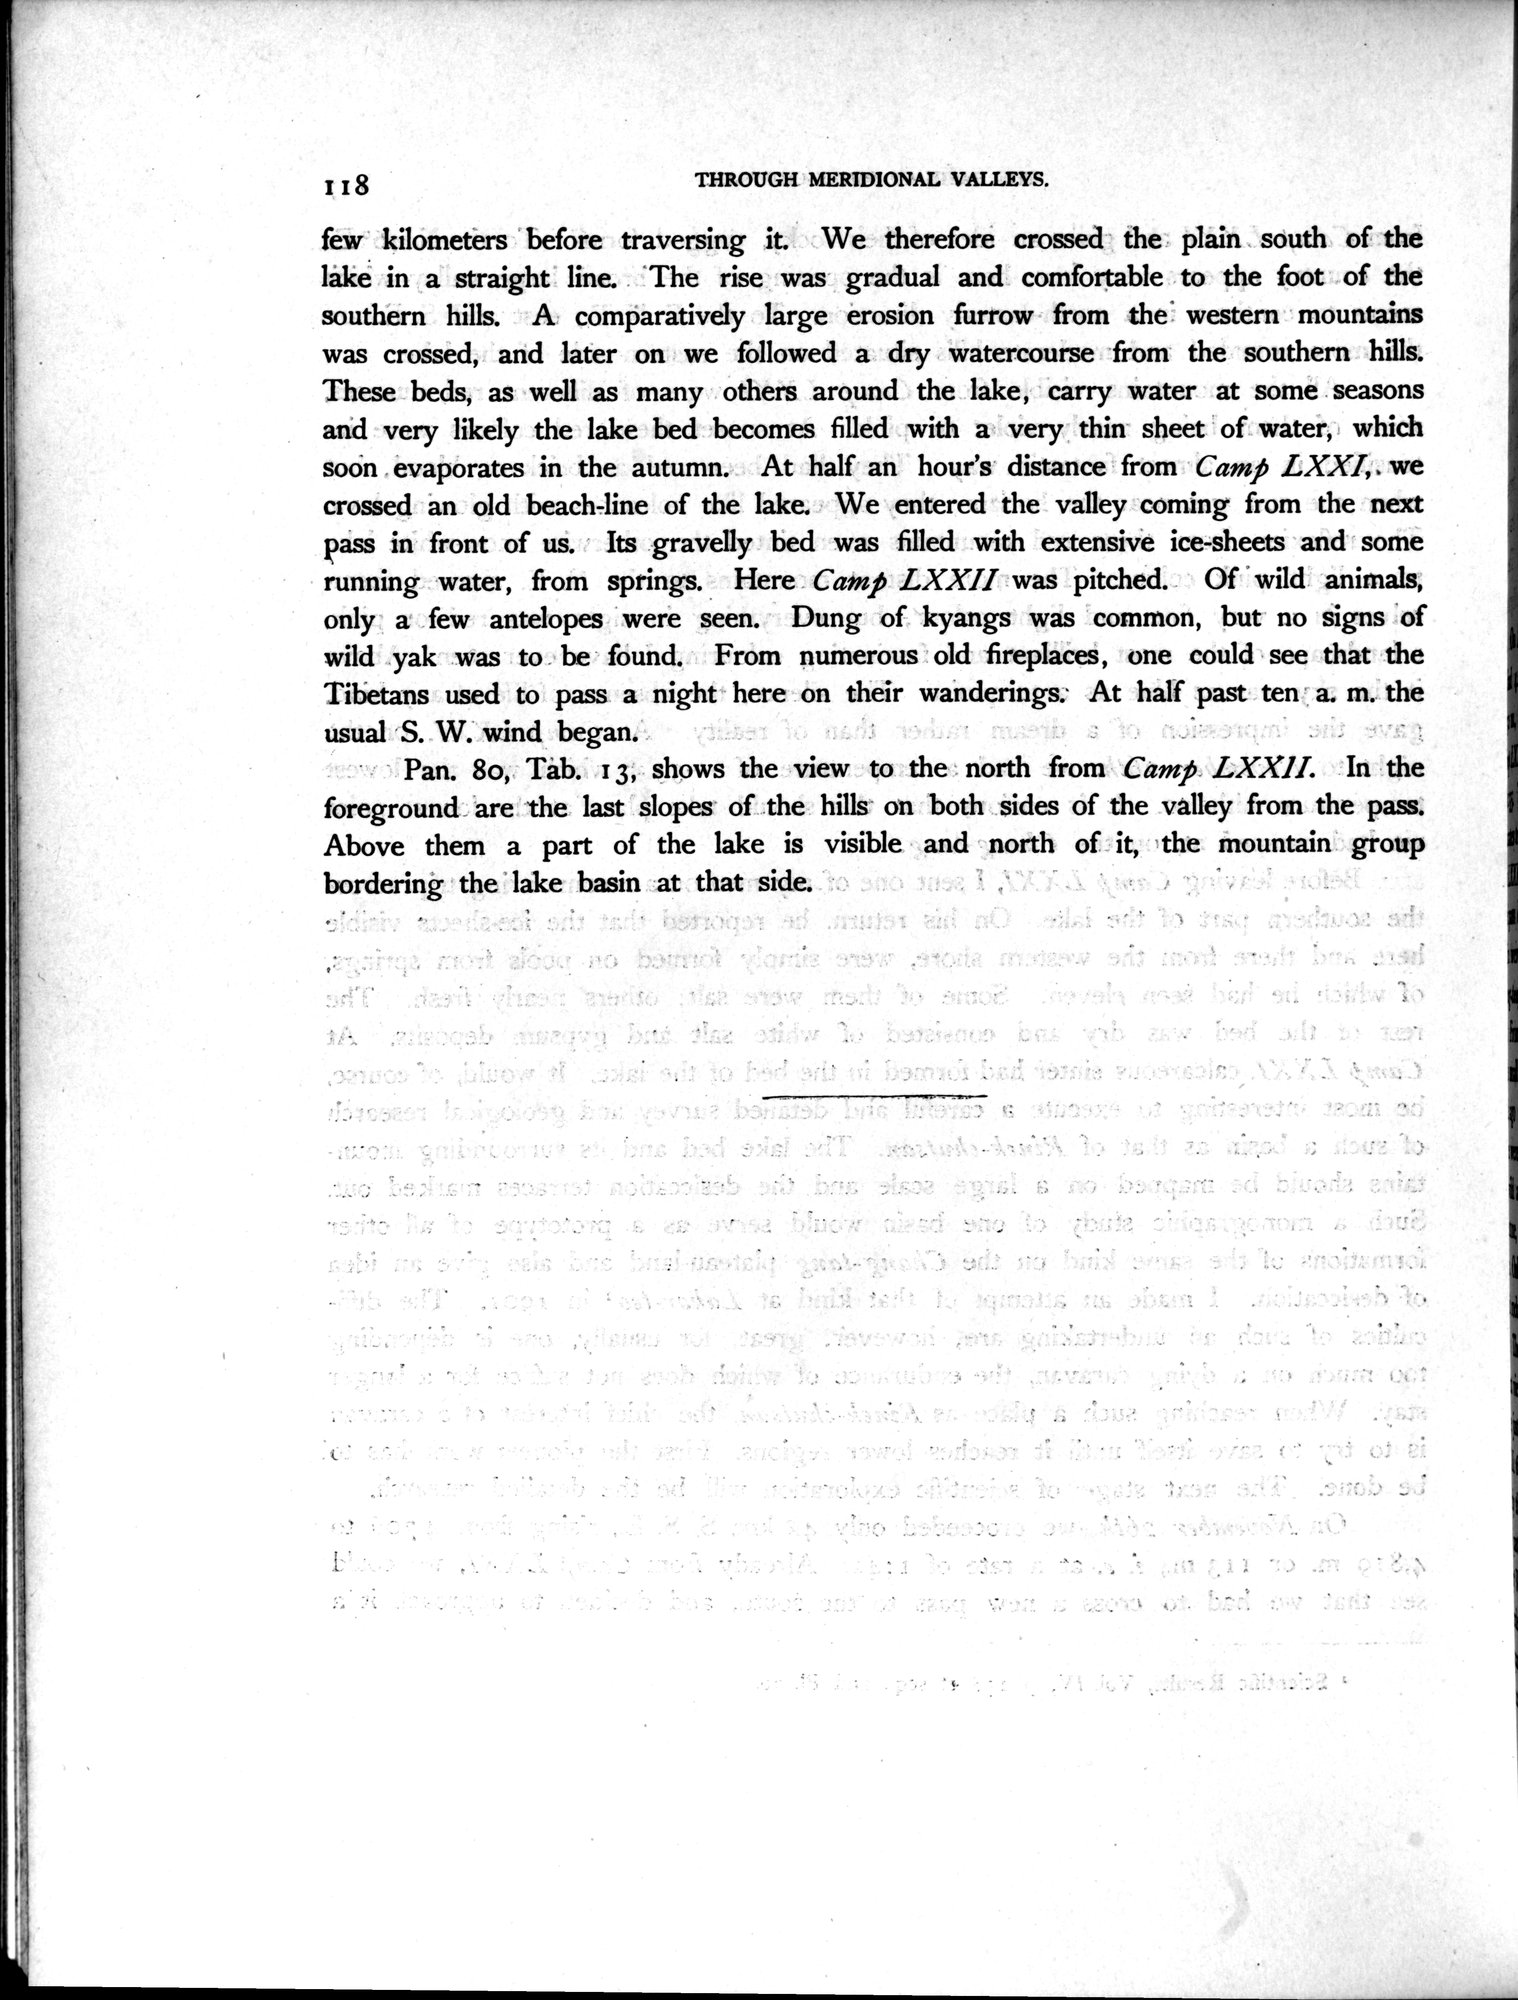 118
THROUGH MERIDIONAL VALLEYS.
few kilometers before traversing it. We therefore crossed the plain south of the
lake in a straight line. The rise was gradual and comfortable to the foot of the
southern hills. A comparatively large erosion furrow from the western mountains
was crossed, and later on we followed a dry watercourse from the southern hills.
These beds, as well as many others around the lake, carry water at some seasons
and very likely the lake bed becomes filled with a very thin sheet of water, which
soon evaporates in the autumn. At half an hour's distance from Camp LXXI, we
crossed an old beach-line of the lake. We entered the valley coming from the next
pass in front of us. Its gravelly bed was filled with extensive ice-sheets and some
running water, from springs. Here Camp LXXII was pitched. Of wild animals,
only a few antelopes were seen. Dung of kyangs was common, but no signs of
wild yak was to be found. From numerous old fireplaces, one could see that the
Tibetans used to pass a night here on their wanderings. At half past ten a. m. the
usual S. W. wind began.
Pan. 80, Tab. 13, shows the view to the north from Camp LXXII. In the
foreground are the last slopes of the hills on both sides of the valley from the pass.
Above them a part of the lake is visible and north of it, the mountain group
bordering the lake basin at that side.